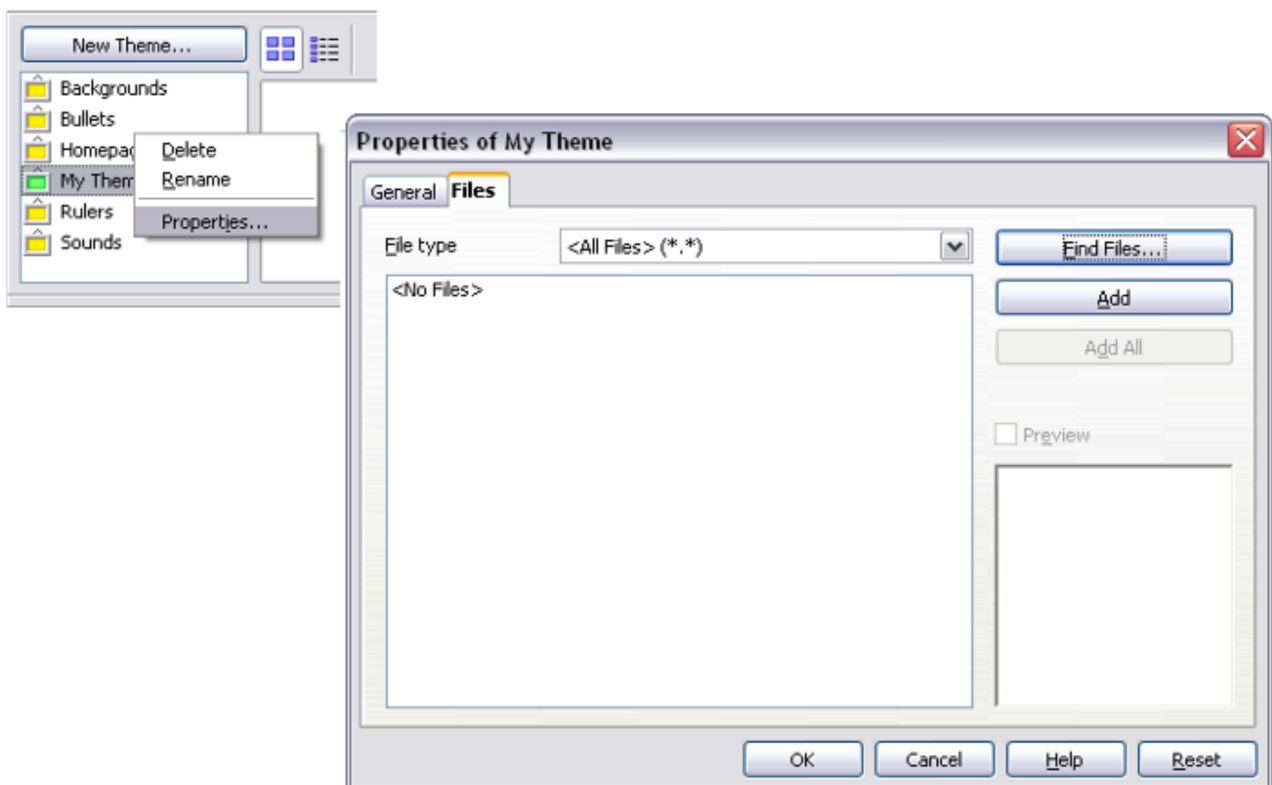 New Theme...
Backgrounds
Bullets
Homepag
My Them
Rulers
Sounds
Delete
Rename
Properties...
Properties of My Theme
General Files
File type <All Files> (*.*) Find Files...
<No Files>
Add
Add All
Preview
OK Cancel Help Reset